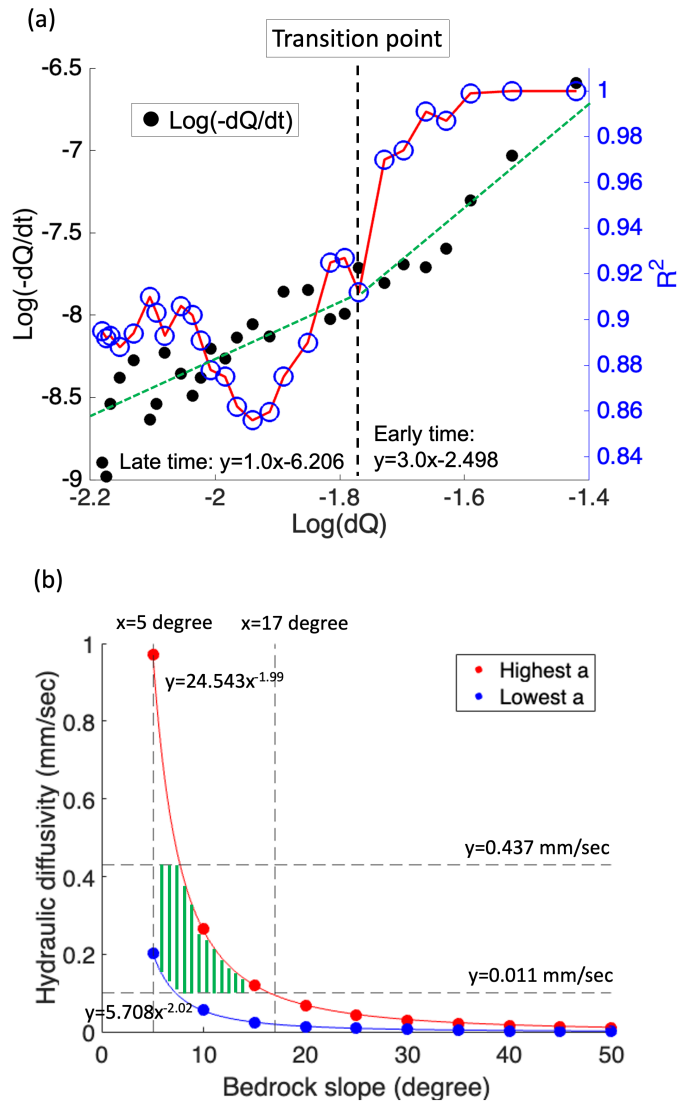 (a)
Transition point
-6.5
-7
-7.5
-8
-8.5
-9
Log(-dQ/dt)
Log(-dQ/dt)
1
0.98
0.96
0.94
0.92
0.9
0.88
0.86
0.84
R²
Late time: y=1.0x-6.206
Early time:
y=3.0x-2.498
-2.2
-2
-1.8
-1.6
-1.4
Log(dQ)
(b)
x=5 degree
x=17 degree
1
0.8
0.6
0.4
0.2
0
Hydraulic diffusivity (mm/sec)
y=24.543x⁻¹·⁹⁹
Highest a
Lowest a
y=0.437 mm/sec
y=0.011 mm/sec
y=5.708x⁻²·⁰²
0
10
20
30
40
50
Bedrock slope (degree)